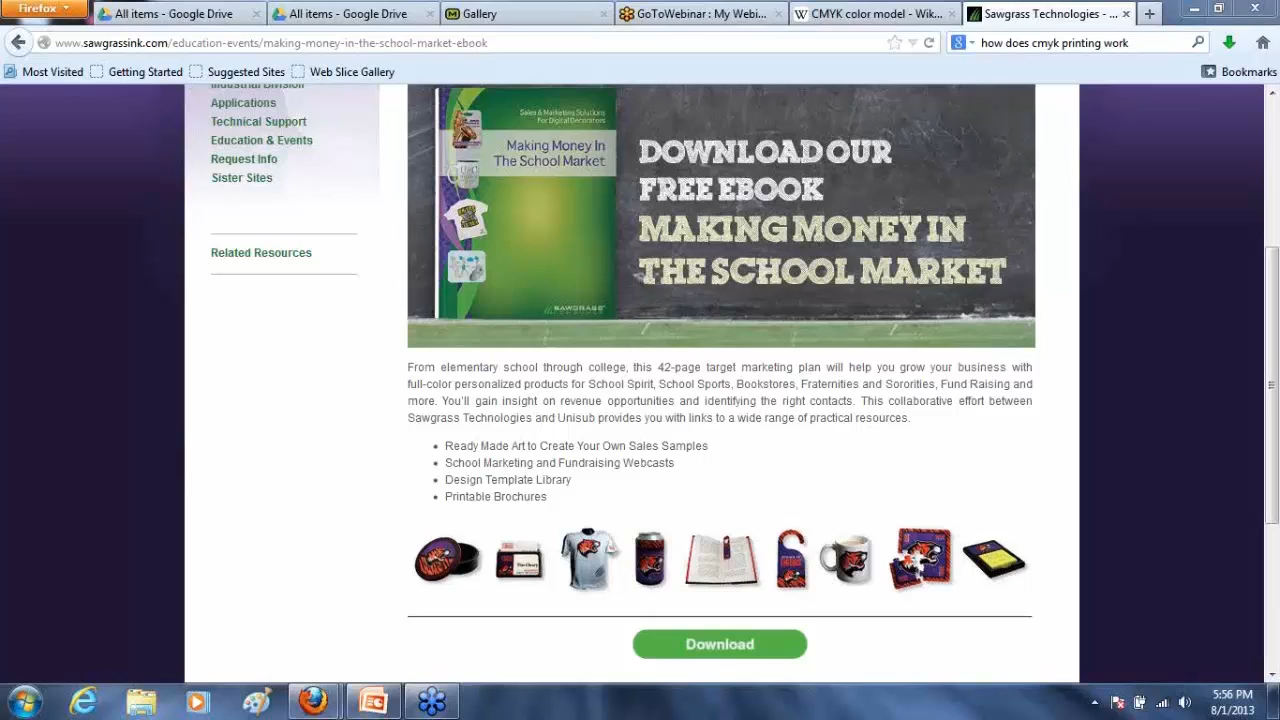 Firefox
All items - Google Drive
All items - Google Drive
Gallery
GoToWebinar : My Webi...
CMYK color model - Wik...
Sawgrass Technologies - ...
www.sawgrassink.com/education-events/making-money-in-the-school-market-ebook
how does cmyk printing work
Most Visited
Getting Started
Suggested Sites
Web Slice Gallery
Bookmarks
Industrial Division
Applications
Technical Support
Education & Events
Request Info
Sister Sites
Related Resources
Sales & Marketing Solutions
For Digital Decorators
Making Money In
The School Market
SAWGRASS
DOWNLOAD OUR
FREE EBOOK
MAKING MONEY IN
THE SCHOOL MARKET
From elementary school through college, this 42-page target marketing plan will help you grow your business with
full-color personalized products for School Spirit, School Sports, Bookstores, Fraternities and Sororities, Fund Raising and
more. You'll gain insight on revenue opportunities and identifying the right contacts. This collaborative effort between
Sawgrass Technologies and Unisub provides you with links to a wide range of practical resources.
• Ready Made Art to Create Your Own Sales Samples
• School Marketing and Fundraising Webcasts
• Design Template Library
• Printable Brochures
Download
5:56 PM
8/1/2013